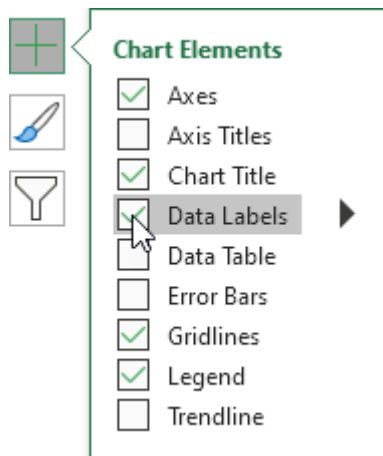 Chart Elements
Axes
Axis Titles
Chart Title
Data Labels
Data Table
Error Bars
Gridlines
Legend
Trendline